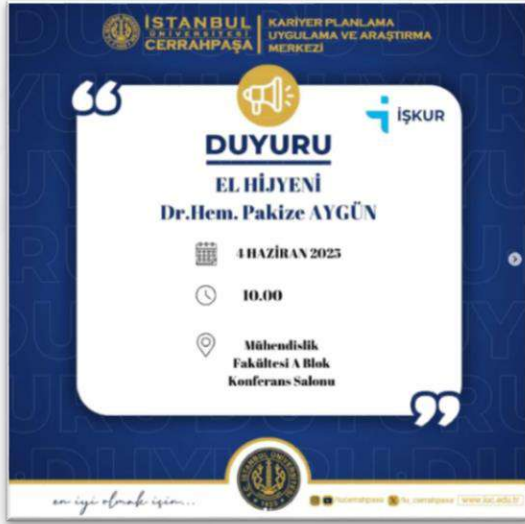 İSTANBUL
ÜNİVERSİTESİ
CERRAHPAŞA
KARİYER PLANLAMA
UYGULAMA VE ARAŞTIRMA
MERKEZİ
İŞKUR
DUYURU
EL HİJYENİ
Dr.Hem. Pakize AYGÜN
4 HAZİRAN 2025
10.00
Mühendislik
Fakültesi A Blok
Konferans Salonu
en iyi olmak için...
www.iuc.edu.tr